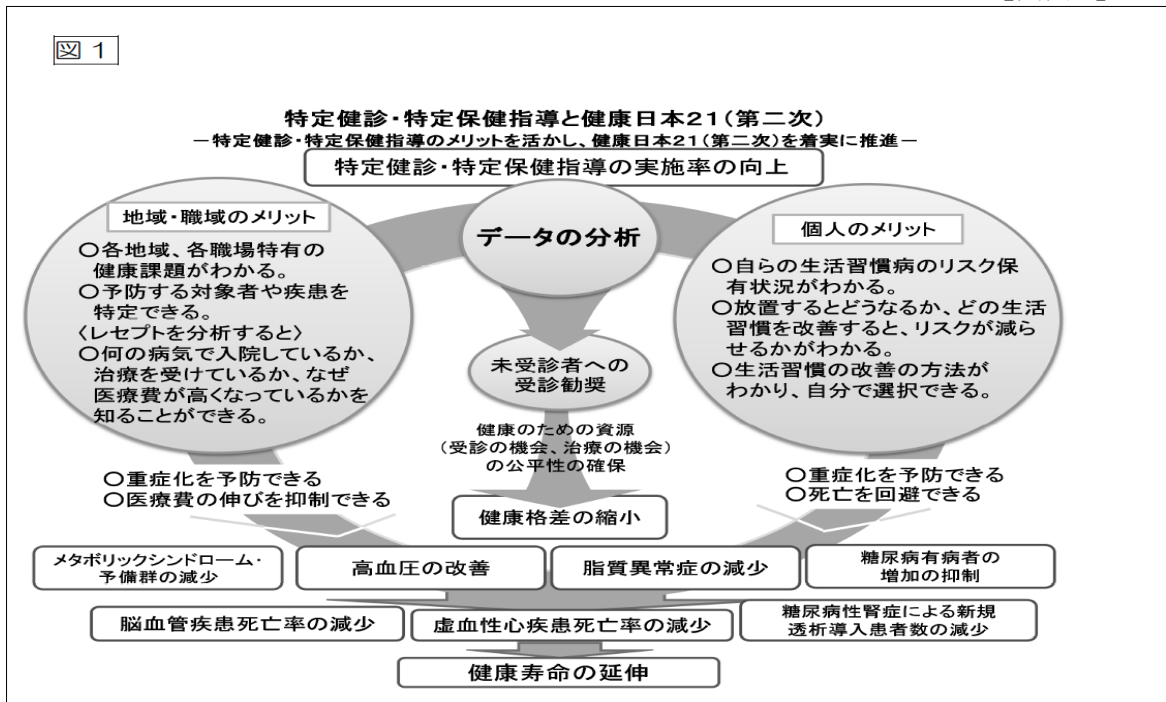 図 1
特定健診・特定保健指導と健康日本21(第二次)
－特定健診・特定保健指導のメリットを活かし、健康日本21(第二次)を着実に推進－
特定健診・特定保健指導の実施率の向上
地域・職域のメリット
○各地域、各職場特有の
健康課題がわかる。
○予防する対象者や疾患を
特定できる。
〈レセプトを分析すると〉
○何の病気で入院しているか、
治療を受けているか、なぜ
医療費が高くなっているかを
知ることができる。
○重症化を予防できる
○医療費の伸びを抑制できる
データの分析
未受診者への
受診勧奨
健康のための資源
(受診の機会、治療の機会)
の公平性の確保
健康格差の縮小
個人のメリット
○自らの生活習慣病のリスク保
有状況がわかる。
○放置するとどうなるか、どの生活
習慣を改善すると、リスクが減ら
せるかがわかる。
○生活習慣の改善の方法が
わかり、自分で選択できる。
○重症化を予防できる
○死亡を回避できる
メタボリックシンドローム・
予備群の減少
高血圧の改善
脂質異常症の減少
糖尿病有病者の
増加の抑制
脳血管疾患死亡率の減少
虚血性心疾患死亡率の減少
糖尿病性腎症による新規
透析導入患者数の減少
健康寿命の延伸